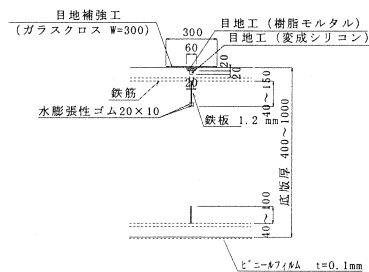 目地補強工
(ガラスクロス W=300)
300
60
目地工 (樹脂モルタル)
目地工 (変成シリコン)
20
20
20
鉄筋
水膨張性ゴム20×10
鉄板 1.2 mm
40～150
底版厚 400～1000
40～100
ビニールフィルム t=0.1mm